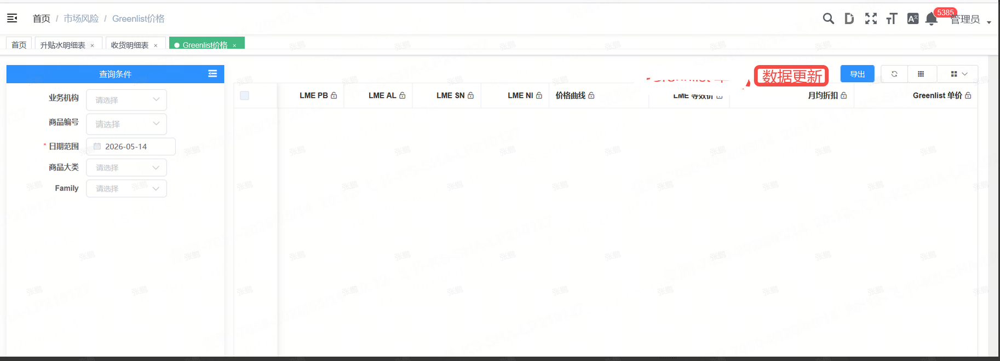 首页 / 市场风险 / Greenlist价格
5385
管理员
首页 升贴水明细表 × 收货明细表 × Greenlist价格 ×
查询条件
数据更新 导出
业务机构 请选择
商品编号 请选择
* 日期范围 2026-05-14
商品大类 请选择
Family 请选择
LME PB LME AL LME SN LME NI 价格曲线 LME 等效价 月均折扣 Greenlist 单价
张鹏